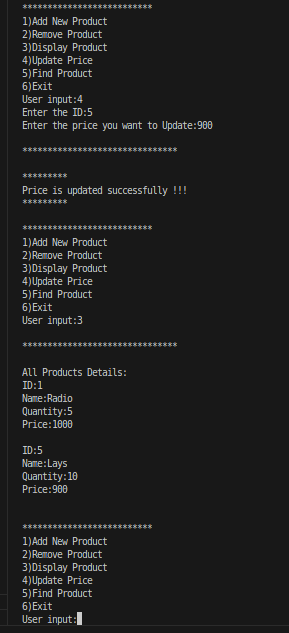 **************************
1)Add New Product
2)Remove Product
3)Display Product
4)Update Price
5)Find Product
6)Exit
User input:4
Enter the ID:5
Enter the price you want to Update:900
*******************************
*********
Price is updated successfully !!!
*********
**************************
1)Add New Product
2)Remove Product
3)Display Product
4)Update Price
5)Find Product
6)Exit
User input:3
*******************************
All Products Details:
ID:1
Name:Radio
Quantity:5
Price:1000
ID:5
Name:Lays
Quantity:10
Price:900
**************************
1)Add New Product
2)Remove Product
3)Display Product
4)Update Price
5)Find Product
6)Exit
User input: